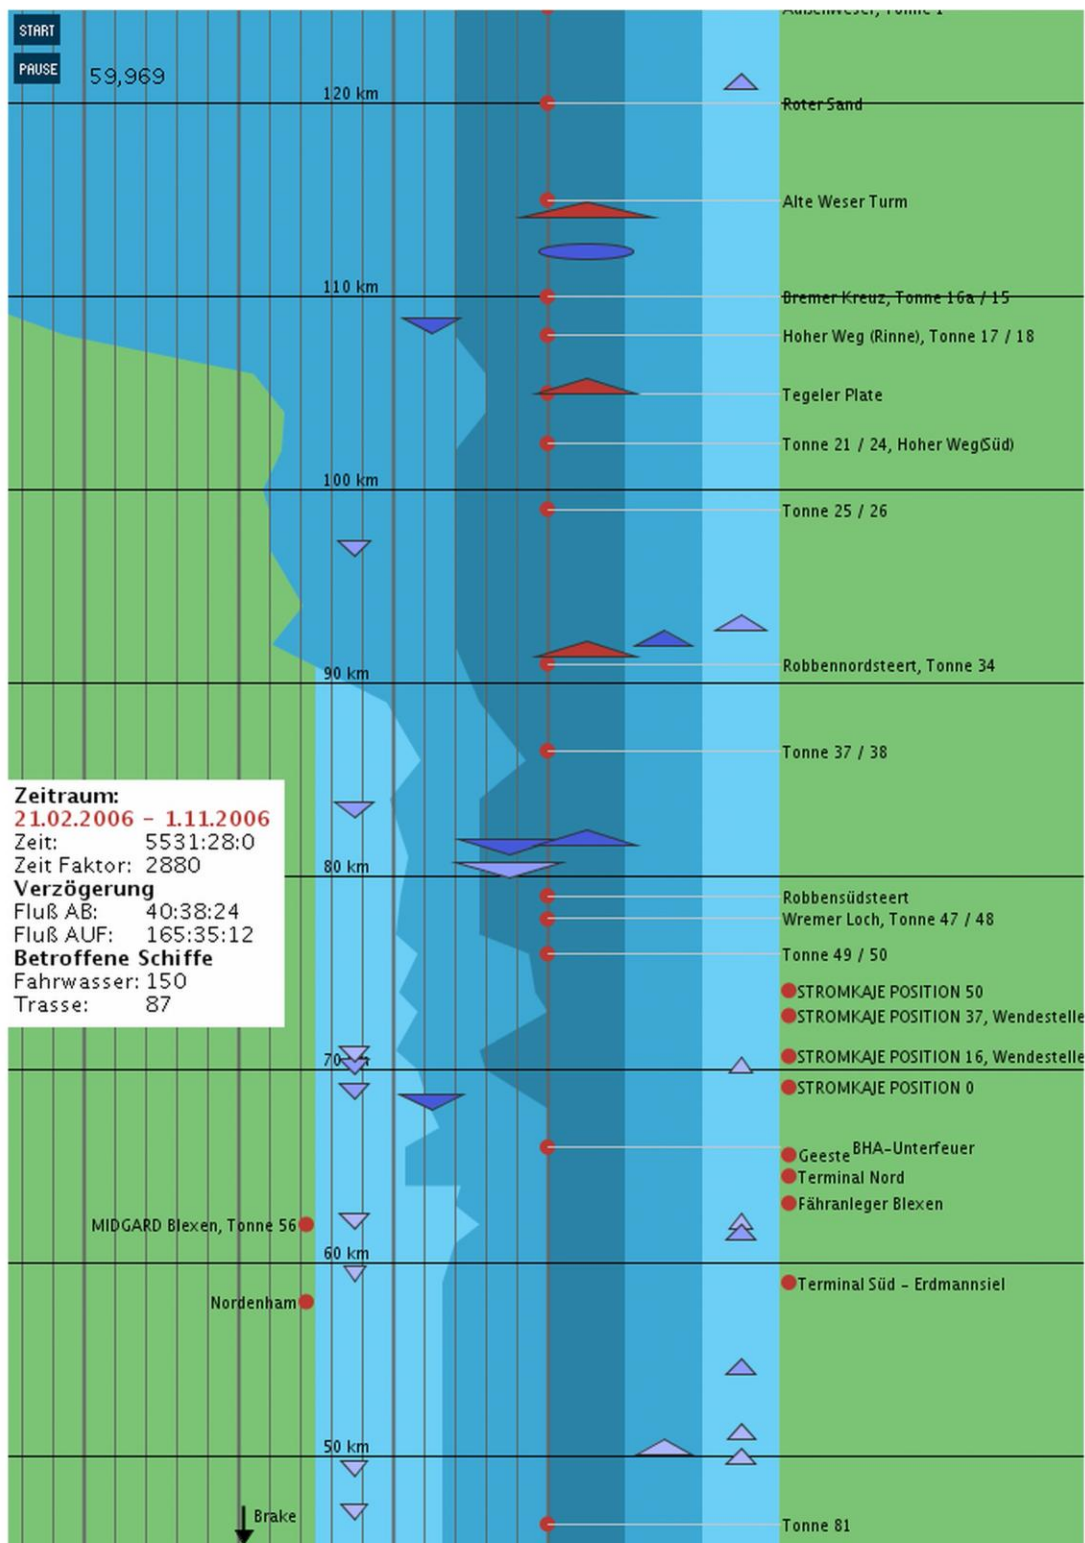 START
PAUSE
59,969
Außenweser, Tonne 1
120 km
Roter Sand
Alte Weser Turm
110 km
Bremer Kreuz, Tonne 16a / 15
Hoher Weg (Rinne), Tonne 17 / 18
Tegeler Plate
Tonne 21 / 24, Hoher Weg(Süd)
100 km
Tonne 25 / 26
Robbennordsteert, Tonne 34
90 km
Tonne 37 / 38
Zeitraum:
21.02.2006 – 1.11.2006
Zeit: 5531:28:0
Zeit Faktor: 2880
Verzögerung
Fluß AB: 40:38:24
Fluß AUF: 165:35:12
Betroffene Schiffe
Fahrwasser: 150
Trasse: 87
80 km
Robbensüdsteert
Wremer Loch, Tonne 47 / 48
Tonne 49 / 50
STROMKAJE POSITION 50
STROMKAJE POSITION 37, Wendestelle
STROMKAJE POSITION 16, Wendestelle
70
STROMKAJE POSITION 0
BHA-Unterfeuer
Geeste
Terminal Nord
Fähranleger Blexen
MIDGARD Blexen, Tonne 56
60 km
Terminal Süd – Erdmannsiel
Nordenham
50 km
Brake
Tonne 81